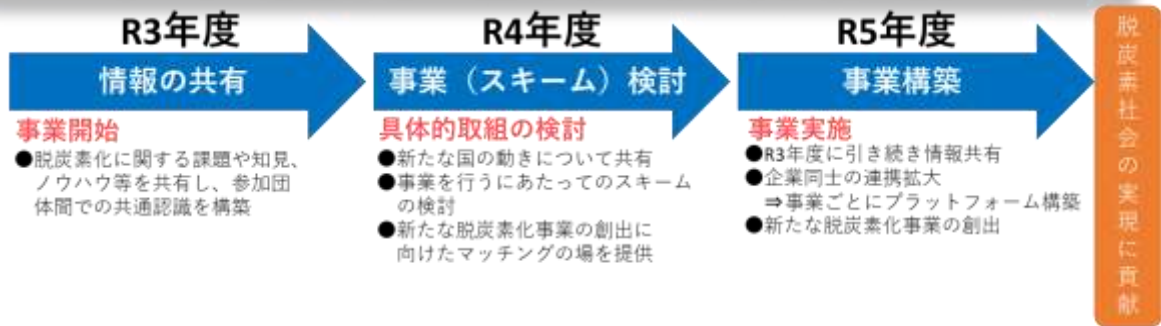 R3年度
情報の共有
事業開始
●脱炭素化に関する課題や知見、
ノウハウ等を共有し、参加団
体間での共通認識を構築
R4年度
事業（スキーム）検討
具体的取組の検討
●新たな国の動きについて共有
●事業を行うにあたってのスキーム
の検討
●新たな脱炭素化事業の創出に
向けたマッチングの場を提供
R5年度
事業構築
事業実施
●R3年度に引き続き情報共有
●企業同士の連携拡大
⇒事業ごとにプラットフォーム構築
●新たな脱炭素化事業の創出
脱炭素社会の実現に貢献